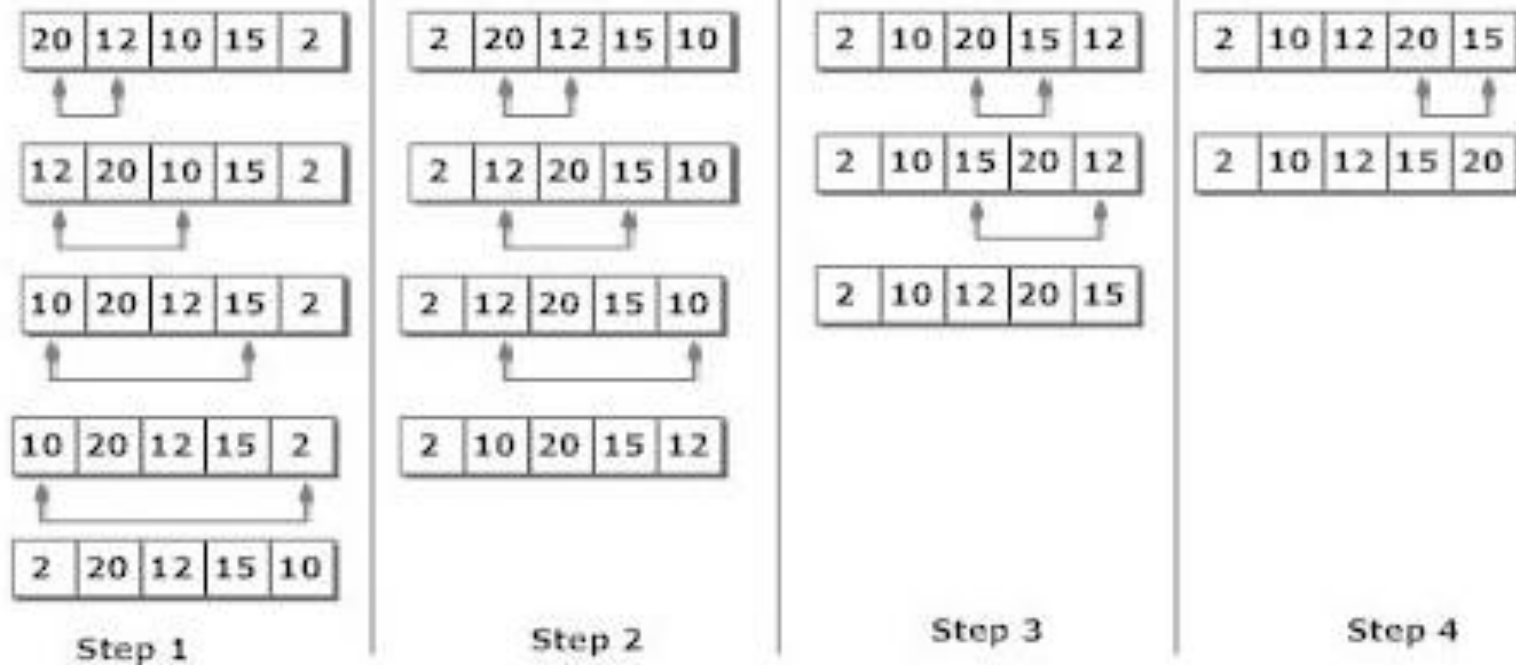 20 12 10 15 2
12 20 10 15 2
10 20 12 15 2
10 20 12 15 2
2 20 12 15 10
Step 1
2 20 12 15 10
2 12 20 15 10
2 12 20 15 10
2 10 20 15 12
Step 2
2 10 20 15 12
2 10 15 20 12
2 10 12 20 15
Step 3
2 10 12 20 15
2 10 12 15 20
Step 4